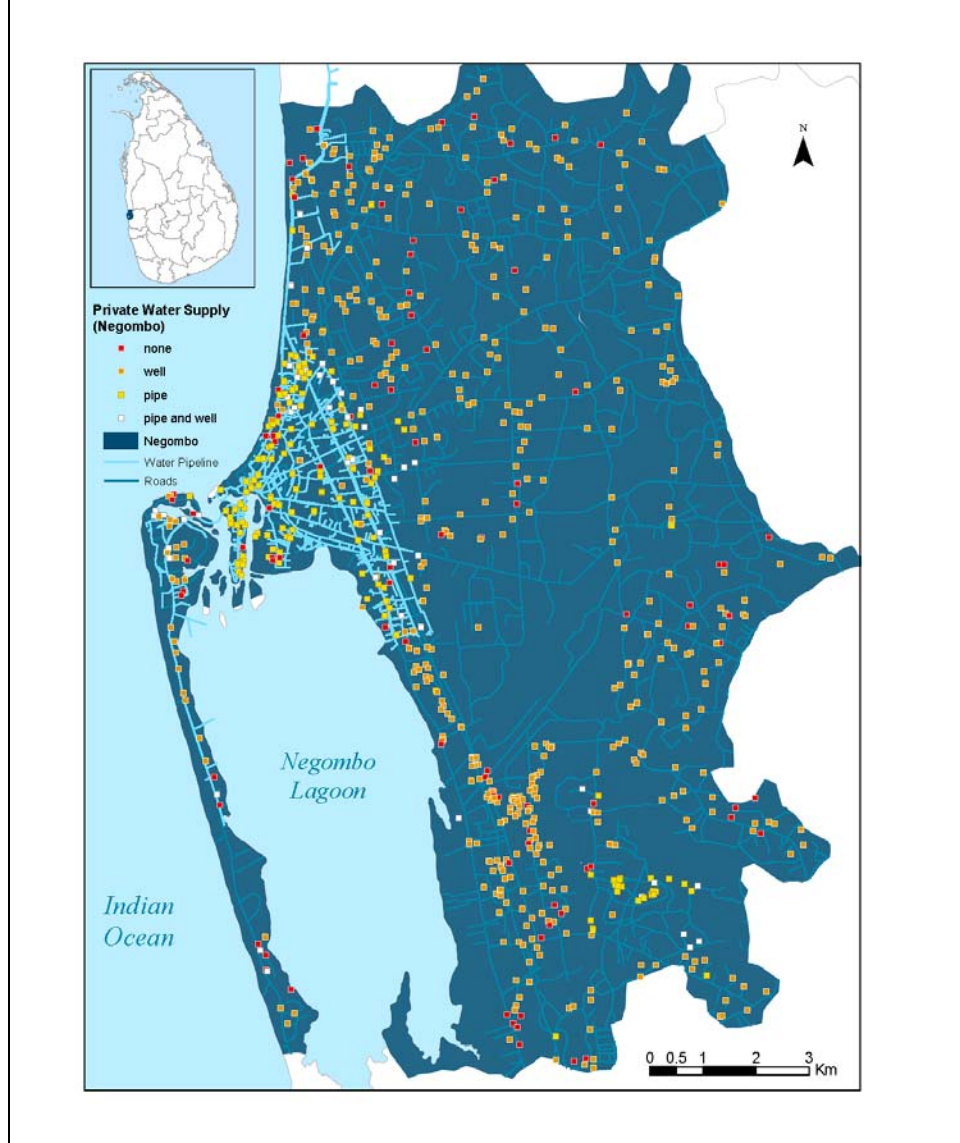 N
Private Water Supply
(Negombo)
none
well
pipe
pipe and well
Negombo
Water Pipeline
Roads
Negombo
Lagoon
Indian
Ocean
0 0.5 1 2 3
Km